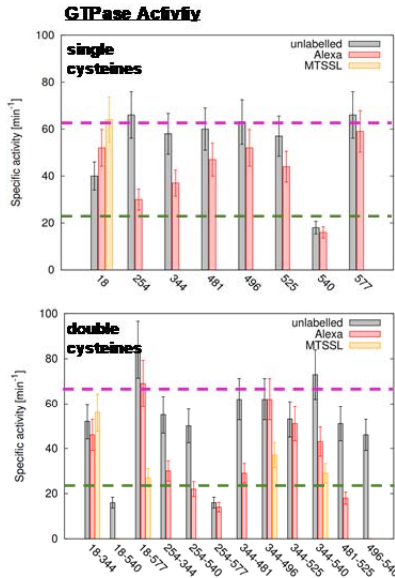 GTPase Activtiy
single
cysteines
unlabelled
Alexa
MTSSL
Specific activity [min⁻¹]
100
80
60
40
20
0
18
254
344
481
496
525
540
577
double
cysteines
unlabelled
Alexa
MTSSL
Specific activity [min⁻¹]
100
80
60
40
20
0
18-344
18-540
18-577
254-344
254-540
254-577
344-481
344-496
344-525
344-540
481-525
496-540